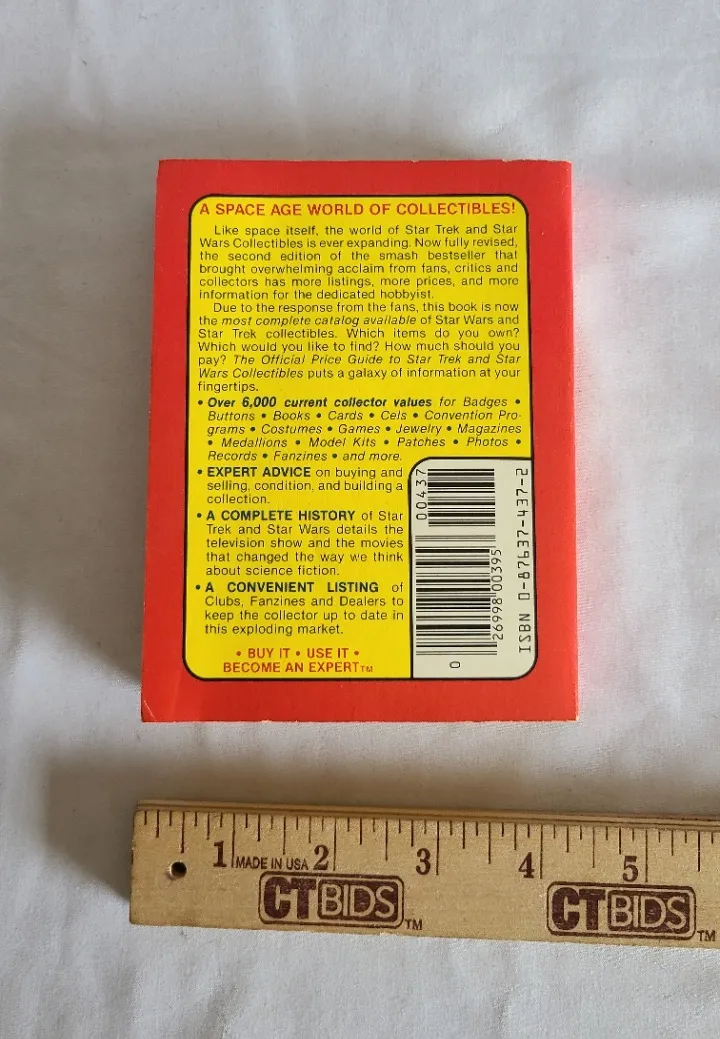 A SPACE AGE WORLD OF COLLECTIBLES!
Like space itself, the world of Star Trek and Star
Wars Collectibles is ever expanding. Now fully revised,
the second edition of the smash bestseller that
brought overwhelming acclaim from fans, critics and
collectors has more listings, more prices, and more
information for the dedicated hobbyist.
Due to the response from the fans, this book is now
the most complete catalog available of Star Wars and
Star Trek collectibles. Which items do you own?
Which would you like to find? How much should you
pay? The Official Price Guide to Star Trek and Star
Wars Collectibles puts a galaxy of information at your
fingertips.
• Over 6,000 current collector values for Badges •
Buttons • Books • Cards • Cels • Convention Pro-
grams • Costumes • Games • Jewelry • Magazines
• Medallions • Model Kits • Patches • Photos •
Records • Fanzines • and more.
• EXPERT ADVICE on buying and
selling, condition, and building a
collection.
• A COMPLETE HISTORY of Star
Trek and Star Wars details the
television show and the movies
that changed the way we think
about science fiction.
• A CONVENIENT LISTING of
Clubs, Fanzines and Dealers to
keep the collector up to date in
this exploding market.
• BUY IT • USE IT •
BECOME AN EXPERT™
00437
0 26998 00395
ISBN 0-87637-437-2
1 2 3 4 5
MADE IN USA
CTBIDS™ CTBIDS™